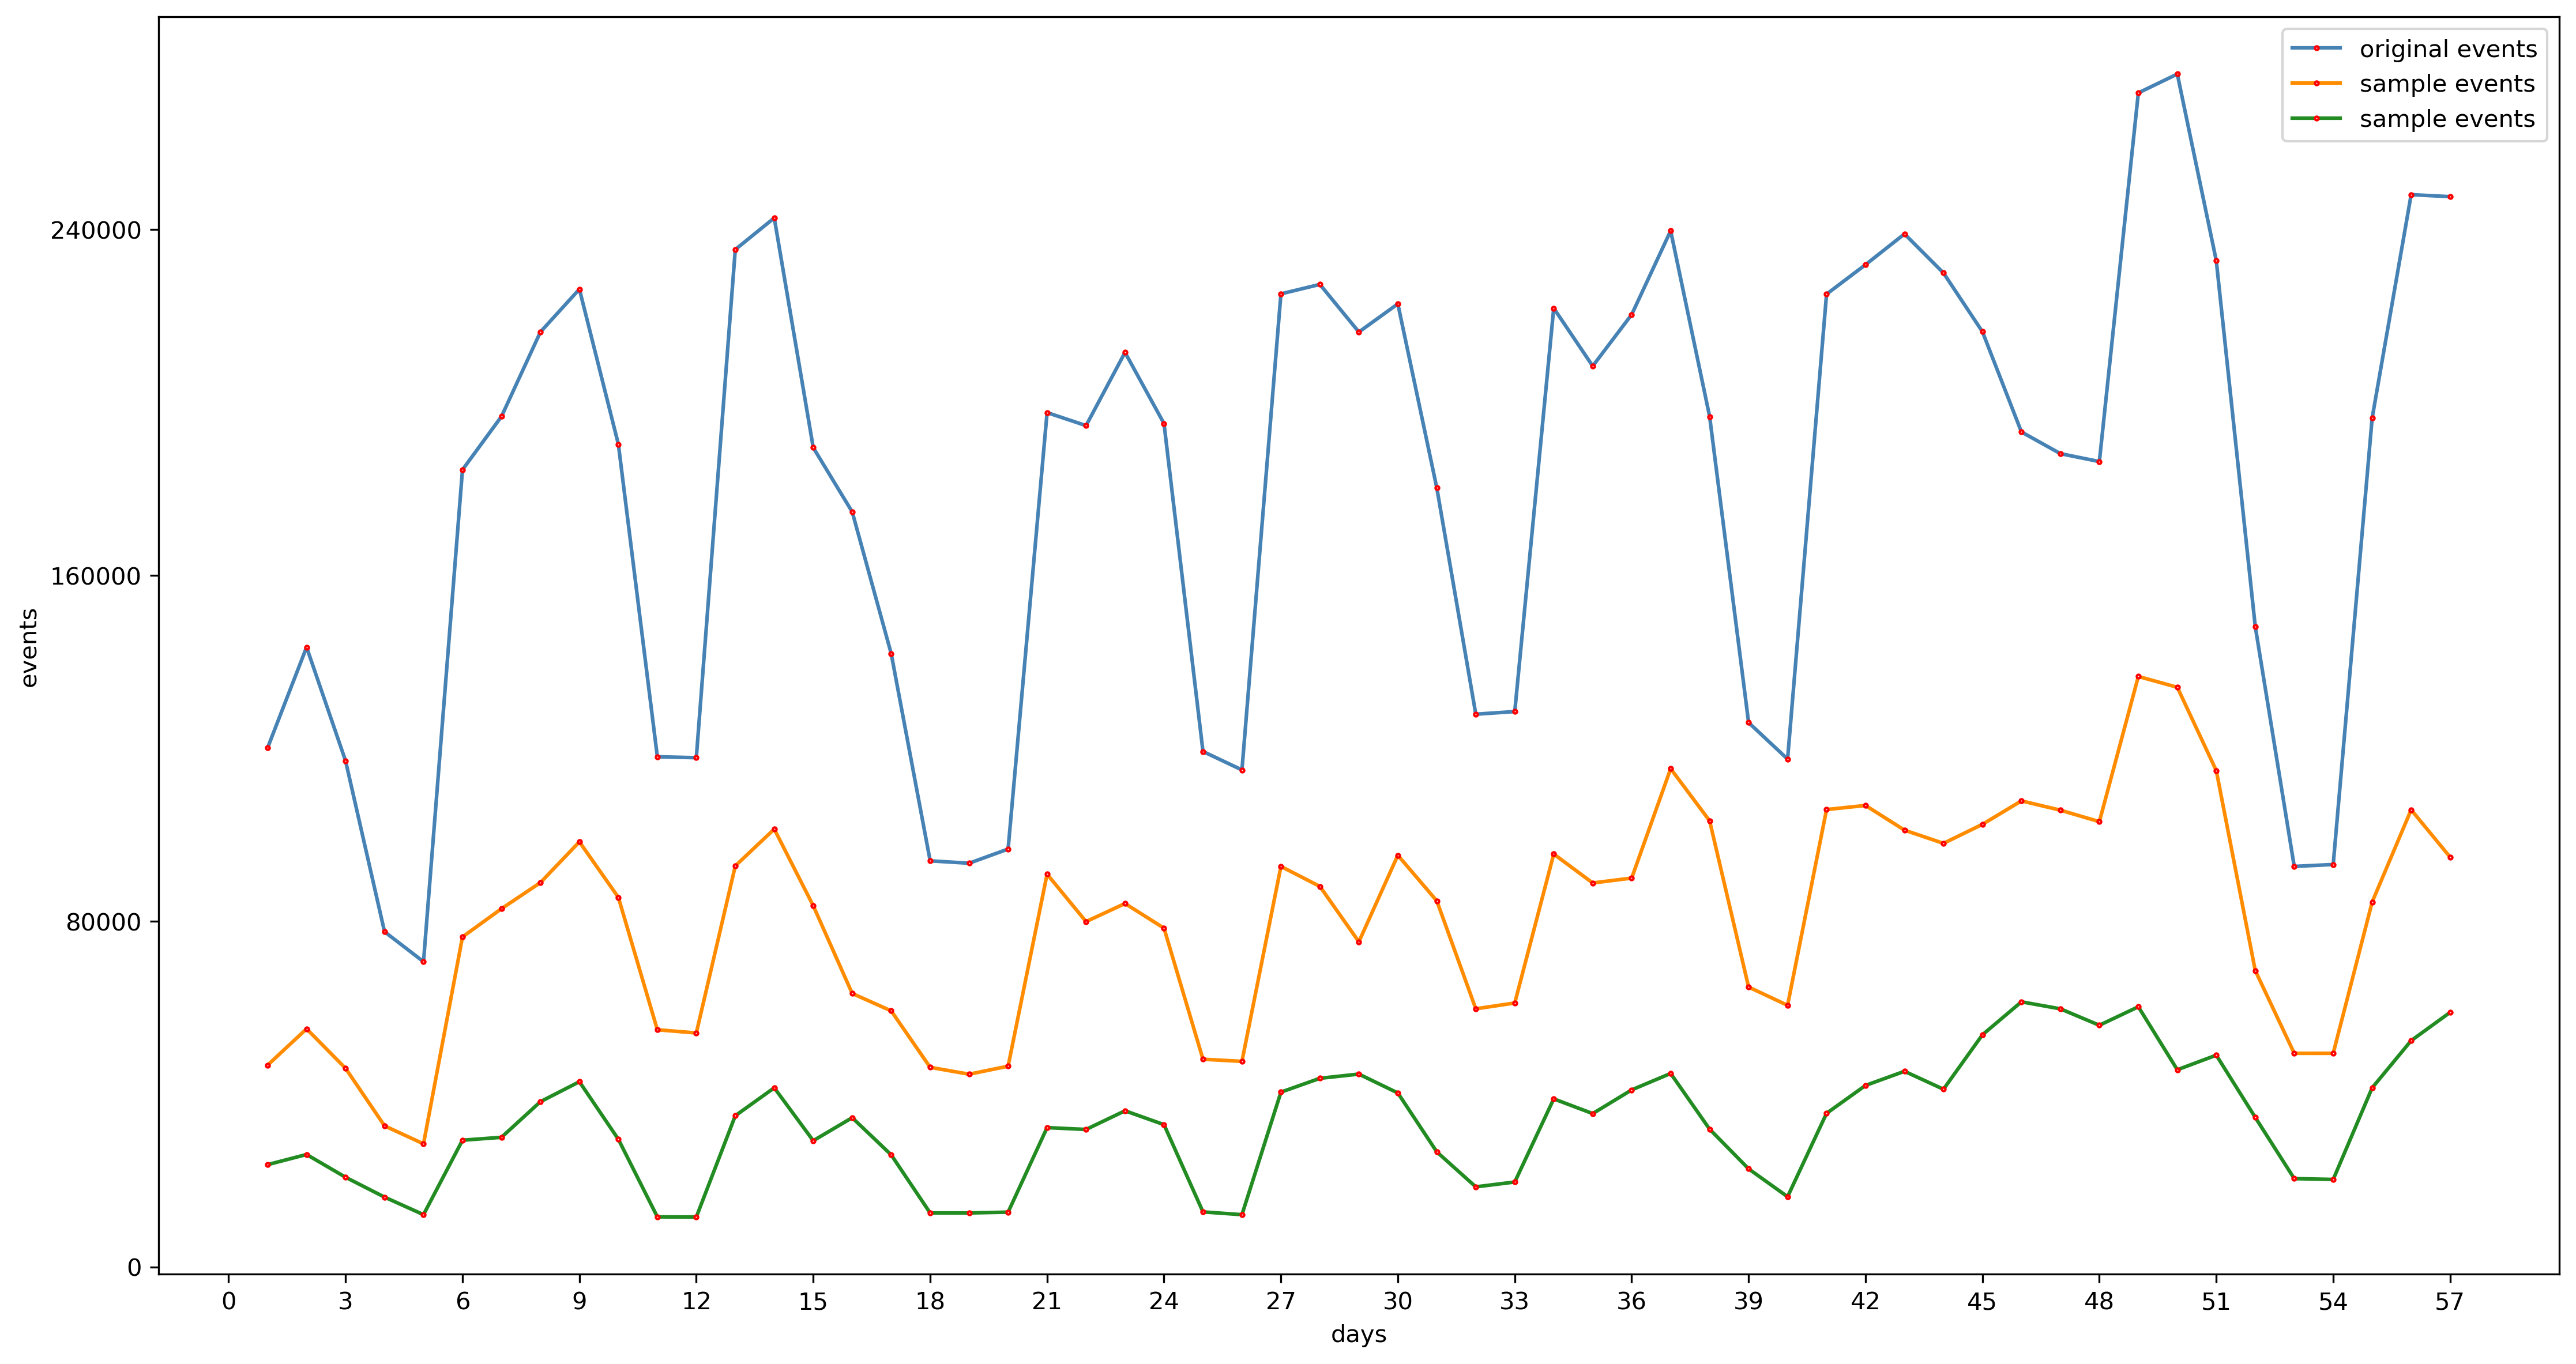 original events
sample events
sample events
240000
160000
80000
0
events
0 3 6 9 12 15 18 21 24 27 30 33 36 39 42 45 48 51 54 57
days